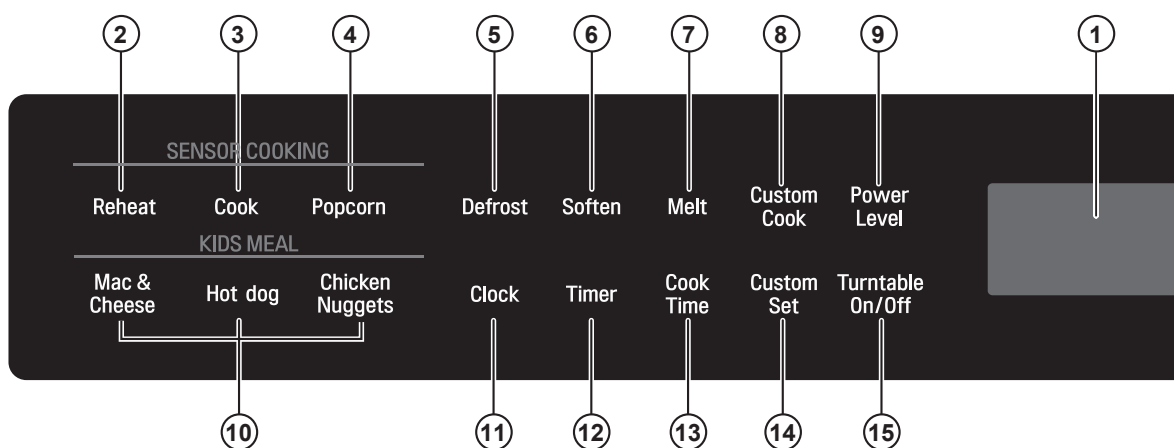 2 3 4 5 6 7 8 9 1
SENSOR COOKING
Reheat Cook Popcorn Defrost Soften Melt Custom Cook Power Level
KIDS MEAL
Mac & Cheese Hot dog Chicken Nuggets Clock Timer Cook Time Custom Set Turntable On/Off
10 11 12 13 14 15